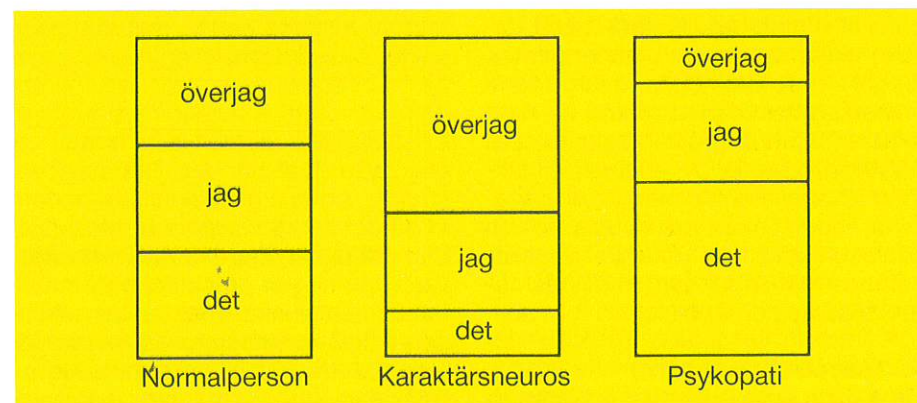 överjag
jag
det
Normalperson
överjag
jag
det
Karaktärsneuros
överjag
jag
det
Psykopati